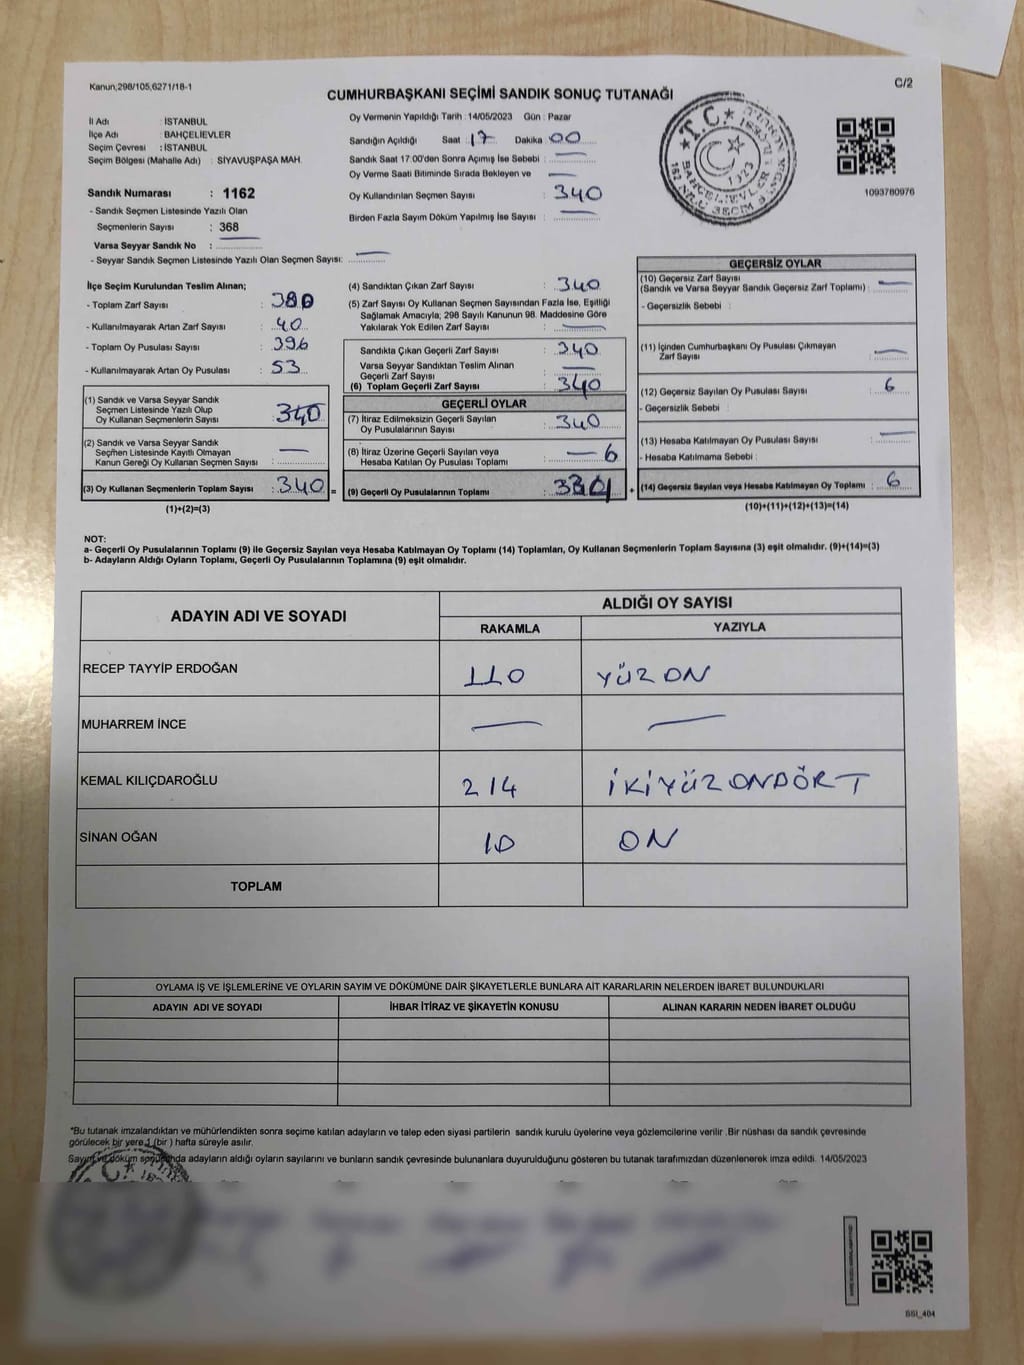 Kanun;298/105,6271/18-1
C/2
CUMHURBAŞKANI SEÇİMİ SANDIK SONUÇ TUTANAĞI
İl Adı : İSTANBUL
İlçe Adı : BAHÇELİEVLER
Seçim Çevresi : İSTANBUL
Seçim Bölgesi (Mahalle Adı) : SİYAVUŞPAŞA MAH.
Sandık Numarası : 1162
- Sandık Seçmen Listesinde Yazılı Olan
Seçmenlerin Sayısı : 368
Varsa Seyyar Sandık No :
- Seyyar Sandık Seçmen Listesinde Yazılı Olan Seçmen Sayısı:
Oy Vermenin Yapıldığı Tarih : 14/05/2023 Gün : Pazar
Sandığın Açıldığı Saat 17 Dakika 00
Sandık Saat 17.00'den Sonra Açımış İse Sebebi :
Oy Verme Saati Bitiminde Sırada Bekleyen ve
Oy Kullandırılan Seçmen Sayısı : 340
Birden Fazla Sayım Döküm Yapılmış İse Sayısı :
T.C.
1923
1093780976
İlçe Seçim Kurulundan Teslim Alınan;
- Toplam Zarf Sayısı : 380
- Kullanılmayarak Artan Zarf Sayısı : 40
- Toplam Oy Pusulası Sayısı : 396
- Kullanılmayarak Artan Oy Pusulası : 53
(1) Sandık ve Varsa Seyyar Sandık
Seçmen Listesinde Yazılı Olup
Oy Kullanan Seçmenlerin Sayısı : 340
(2) Sandık ve Varsa Seyyar Sandık
Seçmen Listesinde Kayıtlı Olmayan
Kanun Gereği Oy Kullanan Seçmen Sayısı :
(3) Oy Kullanan Seçmenlerin Toplam Sayısı : 340
(1)+(2)=(3)
(4) Sandıktan Çıkan Zarf Sayısı : 340
(5) Zarf Sayısı Oy Kullanan Seçmen Sayısından Fazla İse, Eşitliği
Sağlamak Amacıyla; 298 Sayılı Kanunun 98. Maddesine Göre
Yakılarak Yok Edilen Zarf Sayısı :
Sandıkta Çıkan Geçerli Zarf Sayısı : 340
Varsa Seyyar Sandıktan Teslim Alınan
Geçerli Zarf Sayısı :
(6) Toplam Geçerli Zarf Sayısı : 340
GEÇERLİ OYLAR
(7) İtiraz Edilmeksizin Geçerli Sayılan
Oy Pusulalarının Sayısı : 340
(8) İtiraz Üzerine Geçerli Sayılan veya
Hesaba Katılan Oy Pusulası Toplamı : — 6
(9) Geçerli Oy Pusulalarının Toplamı :
GEÇERSİZ OYLAR
(10) Geçersiz Zarf Sayısı
(Sandık ve Varsa Seyyar Sandık Geçersiz Zarf Toplamı) :
- Geçersizlik Sebebi :
(11) İçinden Cumhurbaşkanı Oy Pusulası Çıkmayan
Zarf Sayısı :
(12) Geçersiz Sayılan Oy Pusulası Sayısı : 6
- Geçersizlik Sebebi :
(13) Hesaba Katılmayan Oy Pusulası Sayısı :
- Hesaba Katılmama Sebebi :
(14) Geçersiz Sayılan veya Hesaba Katılmayan Oy Toplamı : 6
(10)+(11)+(12)+(13)=(14)
NOT:
a- Geçerli Oy Pusulalarının Toplamı (9) ile Geçersiz Sayılan veya Hesaba Katılmayan Oy Toplamı (14) Toplamları, Oy Kullanan Seçmenlerin Toplam Sayısına (3) eşit olmalıdır. (9)+(14)=(3)
b- Adayların Aldığı Oyların Toplamı, Geçerli Oy Pusulalarının Toplamına (9) eşit olmalıdır.
ADAYIN ADI VE SOYADI
ALDIĞI OY SAYISI
RAKAMLA YAZIYLA
RECEP TAYYİP ERDOĞAN 110 YÜZ ON
MUHARREM İNCE — —
KEMAL KILIÇDAROĞLU 214 İKİYÜZONDÖRT
SİNAN OĞAN 10 ON
TOPLAM
OYLAMA İŞ VE İŞLEMLERİNE VE OYLARIN SAYIM VE DÖKÜMÜNE DAİR ŞİKAYETLERLE BUNLARA AİT KARARLARIN NELERDEN İBARET BULUNDUKLARI
ADAYIN ADI VE SOYADI İHBAR İTİRAZ VE ŞİKAYETİN KONUSU ALINAN KARARIN NEDEN İBARET OLDUĞU
*Bu tutanak imzalandıktan ve mühürlendikten sonra seçime katılan adayların ve talep eden siyasi partilerin sandık kurulu üyelerine veya gözlemcilerine verilir .Bir nüshası da sandık çevresinde
görülecek bir yere 1 (bir ) hafta süreyle asılır.
Sayım ve döküm sonucunda adayların aldığı oyların sayılarını ve bunların sandık çevresinde bulunanlara duyurulduğunu gösteren bu tutanak tarafımızdan düzenlenerek imza edildi. 14/05/2023
SSI_404